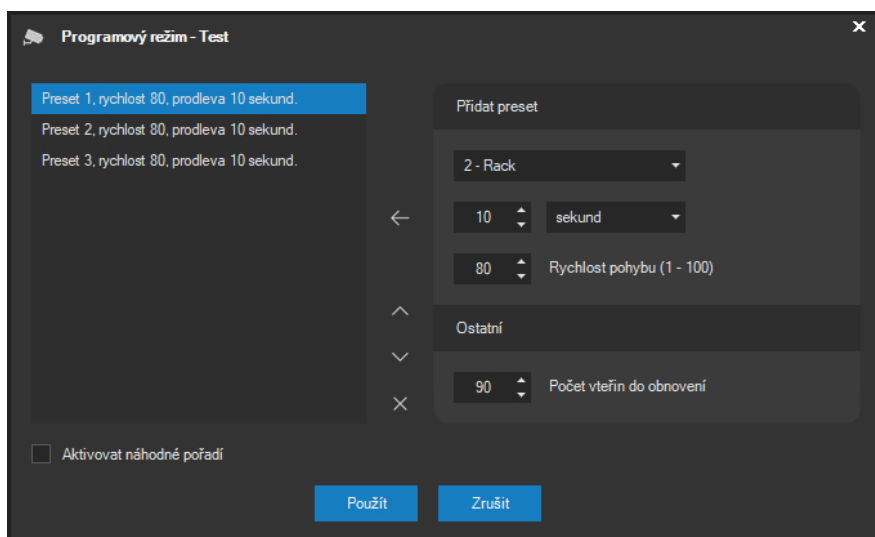 Programový režim - Test
Preset 1, rychlost 80, prodleva 10 sekund.
Preset 2, rychlost 80, prodleva 10 sekund.
Preset 3, rychlost 80, prodleva 10 sekund.
Přidat preset
2 - Rack
10 sekund
80 Rychlost pohybu (1 - 100)
Ostatní
90 Počet vteřin do obnovení
Aktivovat náhodné pořadí
Použít Zrušit